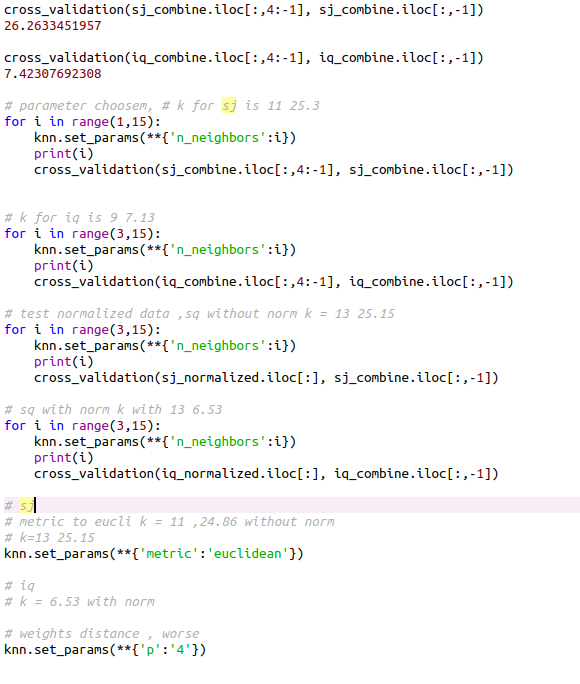 cross_validation(sj_combine.iloc[:,4:-1], sj_combine.iloc[:,-1])
26.2633451957
cross_validation(iq_combine.iloc[:,4:-1], iq_combine.iloc[:,-1])
7.42307692308
# parameter choosem, # k for sj is 11 25.3
for i in range(1,15):
    knn.set_params(**{'n_neighbors':i})
    print(i)
    cross_validation(sj_combine.iloc[:,4:-1], sj_combine.iloc[:,-1])
# k for iq is 9 7.13
for i in range(3,15):
    knn.set_params(**{'n_neighbors':i})
    print(i)
    cross_validation(iq_combine.iloc[:,4:-1], iq_combine.iloc[:,-1])
# test normalized data ,sq without norm k = 13 25.15
for i in range(3,15):
    knn.set_params(**{'n_neighbors':i})
    print(i)
    cross_validation(sj_normalized.iloc[:], sj_combine.iloc[:,-1])
# sq with norm k with 13 6.53
for i in range(3,15):
    knn.set_params(**{'n_neighbors':i})
    print(i)
    cross_validation(iq_normalized.iloc[:], iq_combine.iloc[:,-1])
# sj
# metric to eucli k = 11 ,24.86 without norm
# k=13 25.15
knn.set_params(**{'metric':'euclidean'})
# iq
# k = 6.53 with norm
# weights distance , worse
knn.set_params(**{'p':'4'})